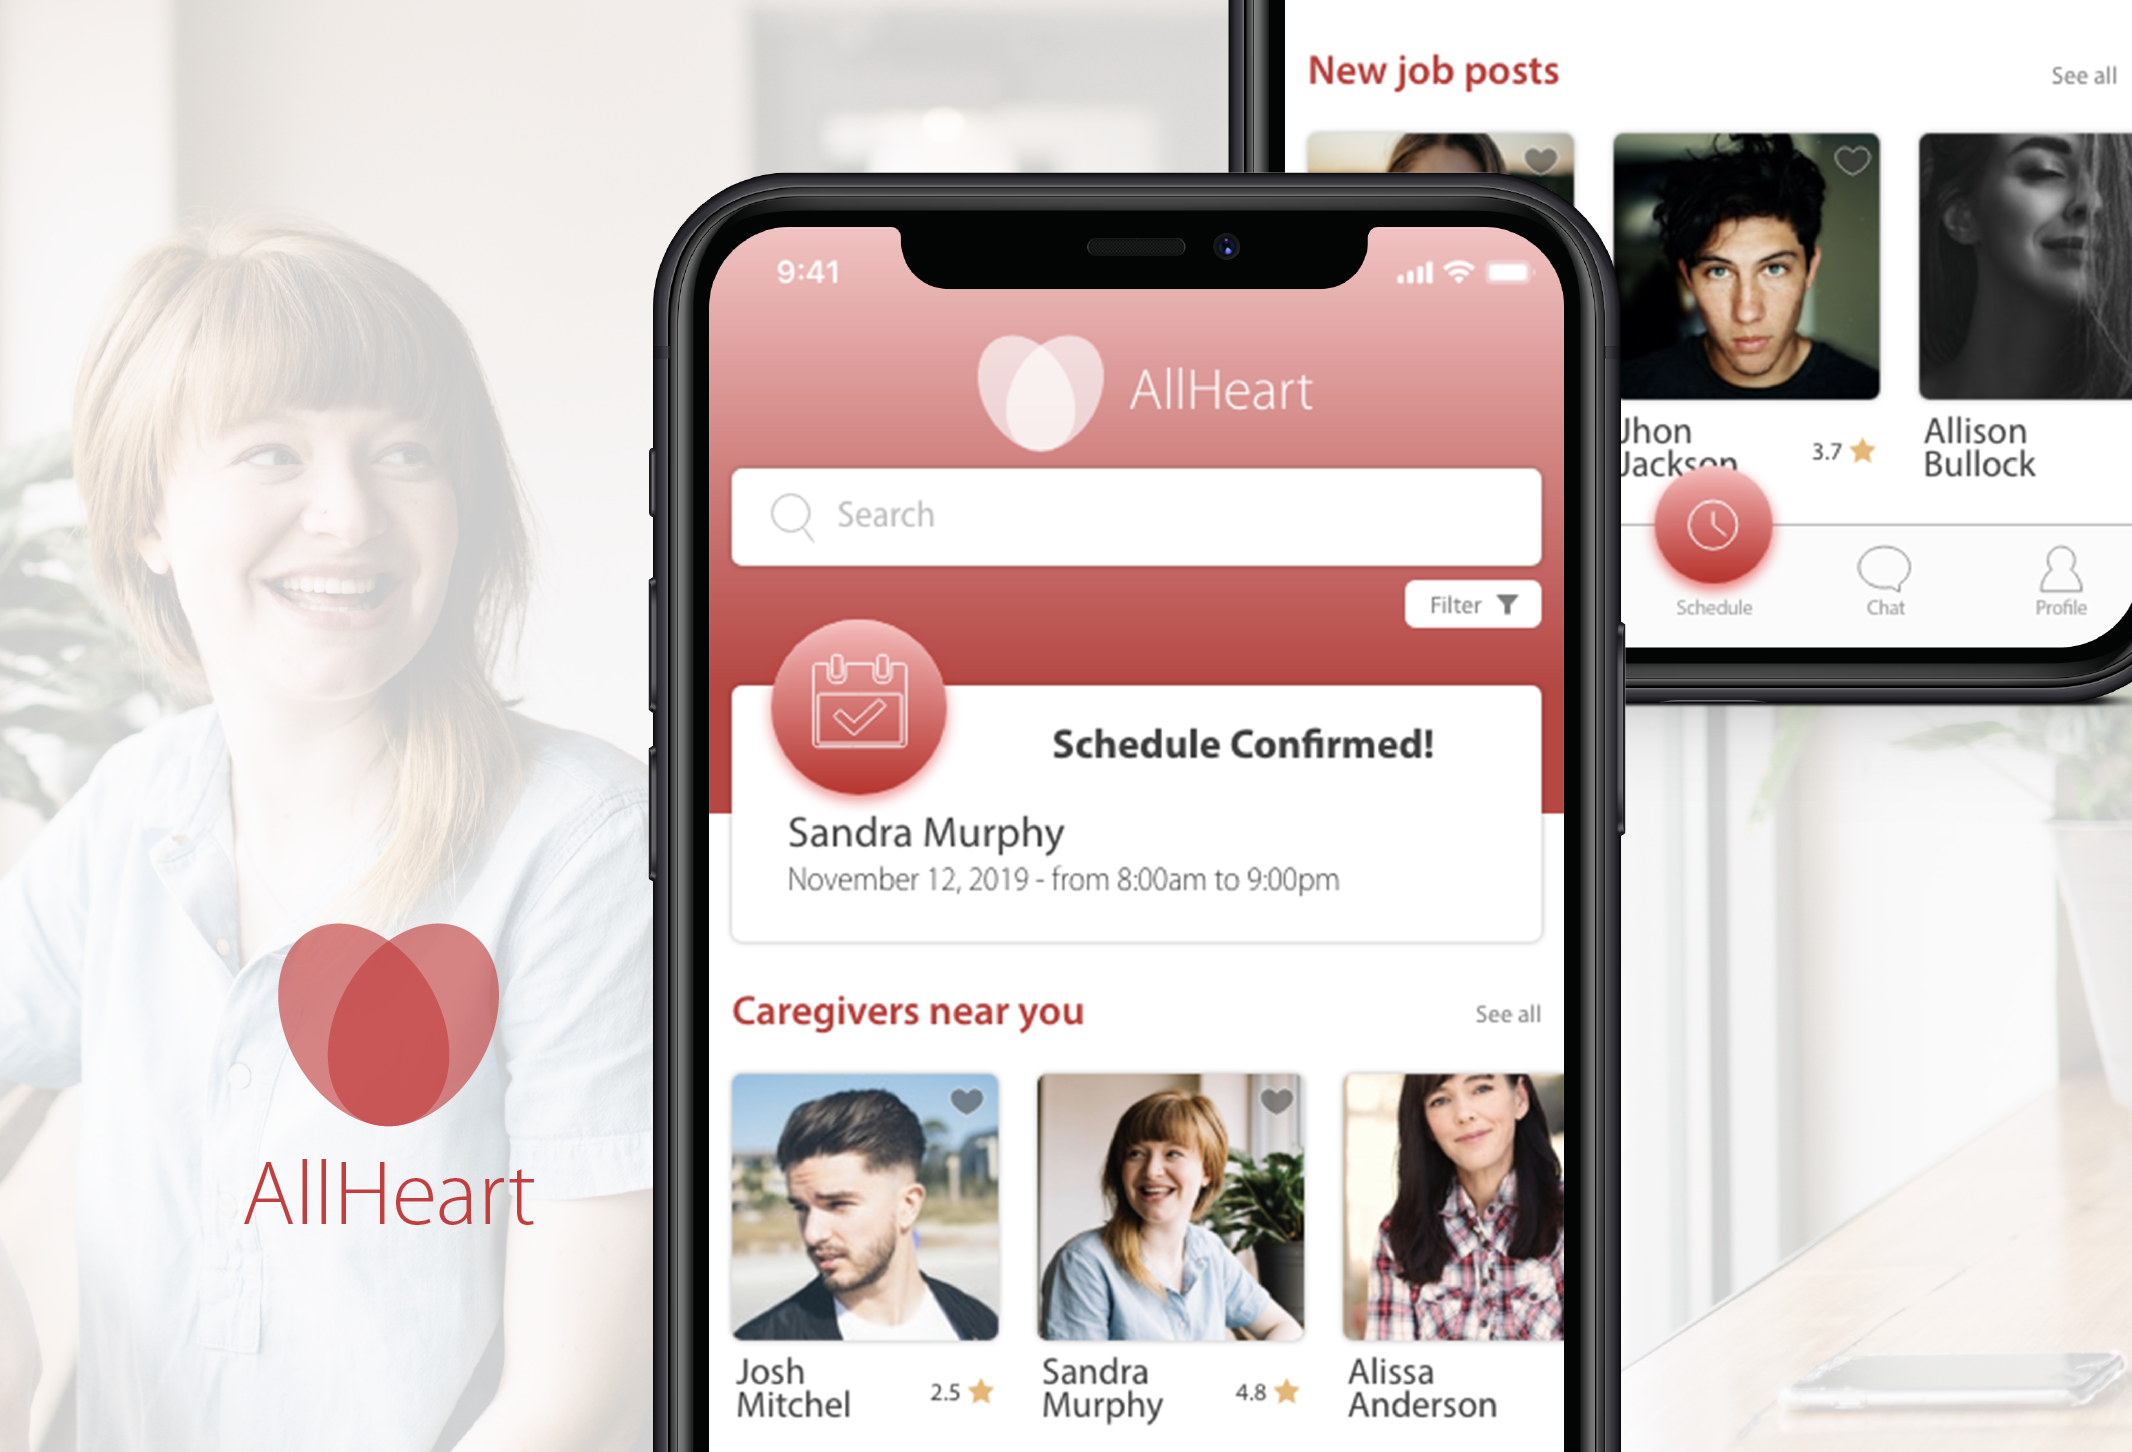 New job posts
See all
Jhon
Jackson
3.7
Allison
Bullock
Schedule
Chat
Profile
9:41
AllHeart
Search
Filter
Schedule Confirmed!
Sandra Murphy
November 12, 2019 - from 8:00am to 9:00pm
Caregivers near you
See all
Josh
Mitchel
2.5
Sandra
Murphy
4.8
Alissa
Anderson
AllHeart